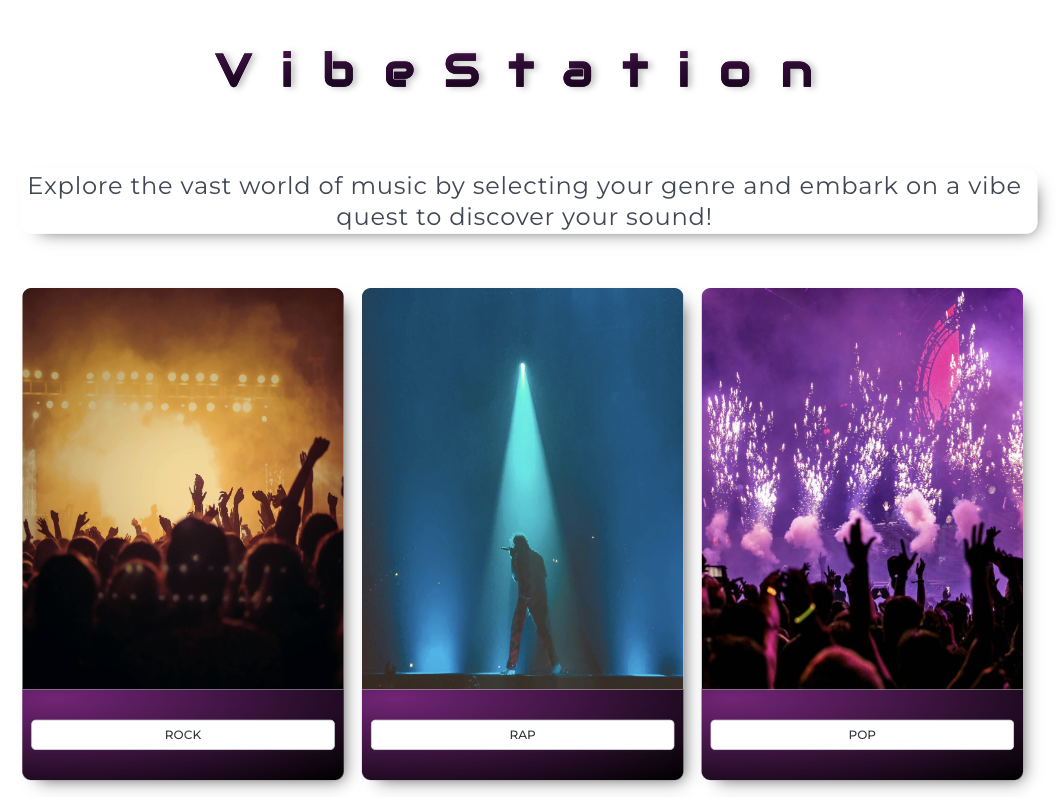 VibeStation
Explore the vast world of music by selecting your genre and embark on a vibe
quest to discover your sound!
ROCK
RAP
POP